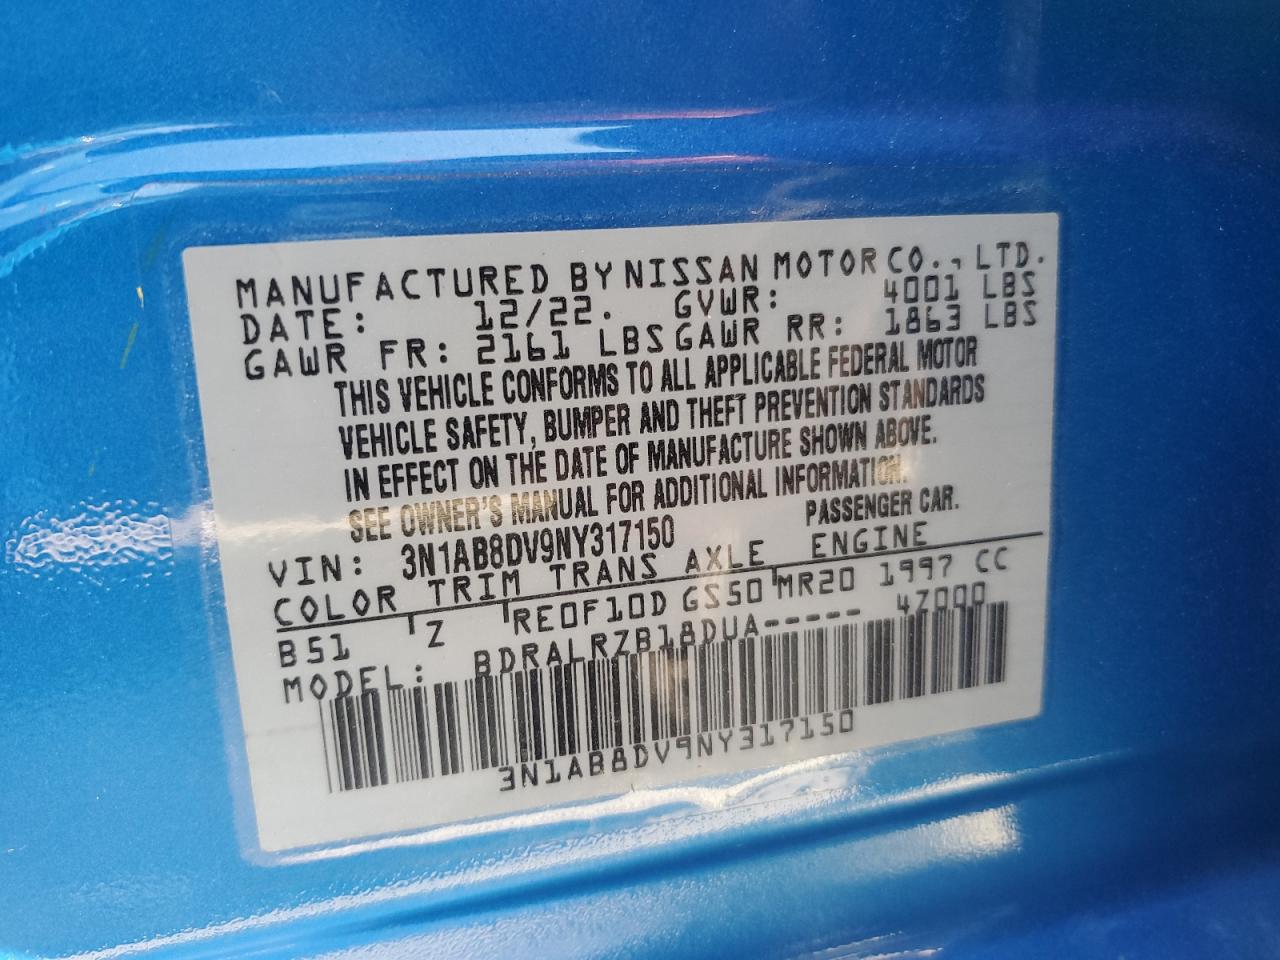 MANUFACTURED BY NISSAN MOTOR CO., LTD.
DATE: 12/22. GVWR: 4001 LBS
GAWR FR: 2161 LBS GAWR RR: 1863 LBS
THIS VEHICLE CONFORMS TO ALL APPLICABLE FEDERAL MOTOR
VEHICLE SAFETY, BUMPER AND THEFT PREVENTION STANDARDS
IN EFFECT ON THE DATE OF MANUFACTURE SHOWN ABOVE.
SEE OWNER'S MANUAL FOR ADDITIONAL INFORMATION.
VIN: 3N1AB8DV9NY317150 PASSENGER CAR.
COLOR TRIM TRANS AXLE ENGINE
B51 Z RE0F10D GS50 MR20 1997 CC
MODEL: BDRALRZB18DUA----- 47000
3N1AB8DV9NY317150